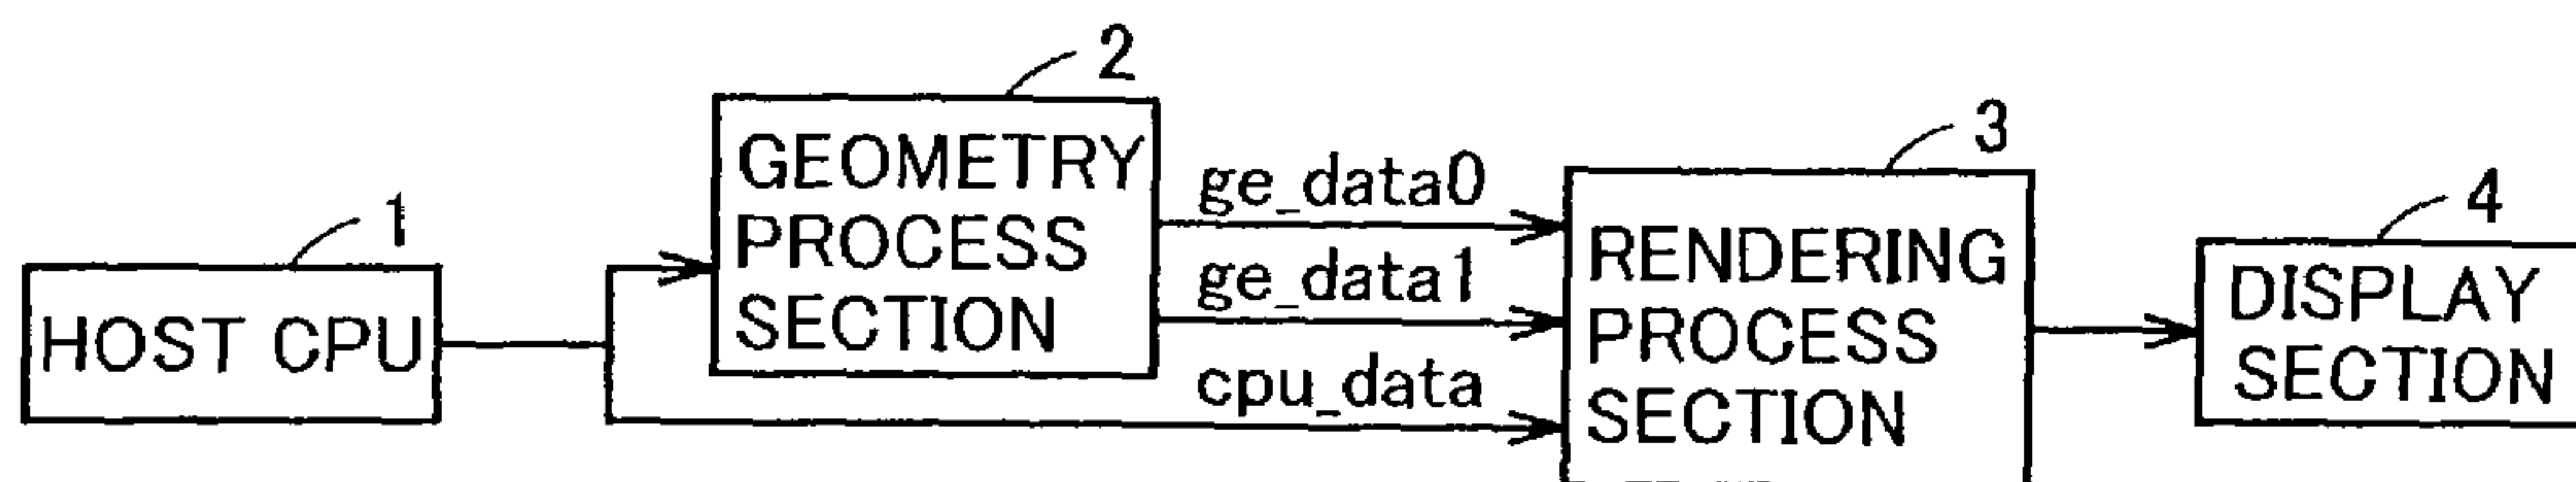 1
HOST CPU
2
GEOMETRY
PROCESS
SECTION
ge_data0
ge_data1
cpu_data
3
RENDERING
PROCESS
SECTION
4
DISPLAY
SECTION